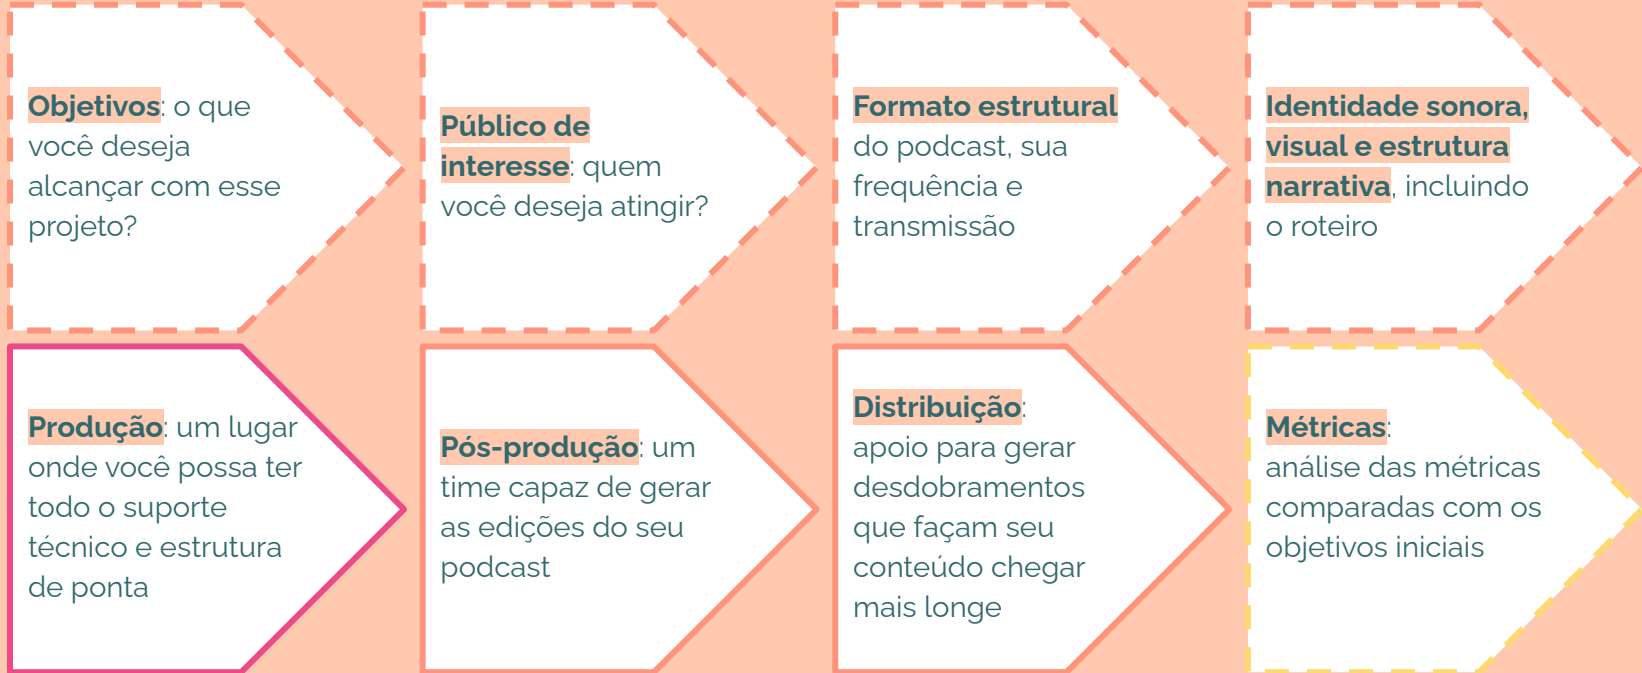 Objetivos: o que
você deseja
alcançar com esse
projeto?
Público de
interesse: quem
você deseja atingir?
Formato estrutural
do podcast, sua
frequência e
transmissão
Identidade sonora,
visual e estrutura
narrativa, incluindo
o roteiro
Produção: um lugar
onde você possa ter
todo o suporte
técnico e estrutura
de ponta
Pós-produção: um
time capaz de gerar
as edições do seu
podcast
Distribuição:
apoio para gerar
desdobramentos
que façam seu
conteúdo chegar
mais longe
Métricas:
análise das métricas
comparadas com os
objetivos iniciais